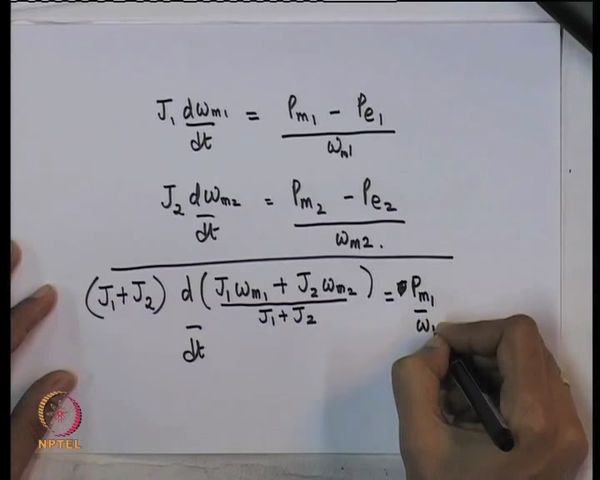 J₁ dωₘ₁/dt = (Pₘ₁ - Pₑ₁)/ωₘ₁
J₂ dωₘ₂/dt = (Pₘ₂ - Pₑ₂)/ωₘ₂.
(J₁+J₂) d/dt (J₁ωₘ₁ + J₂ωₘ₂ / J₁+J₂) = Pₘ₁/ω₁
NPTEL